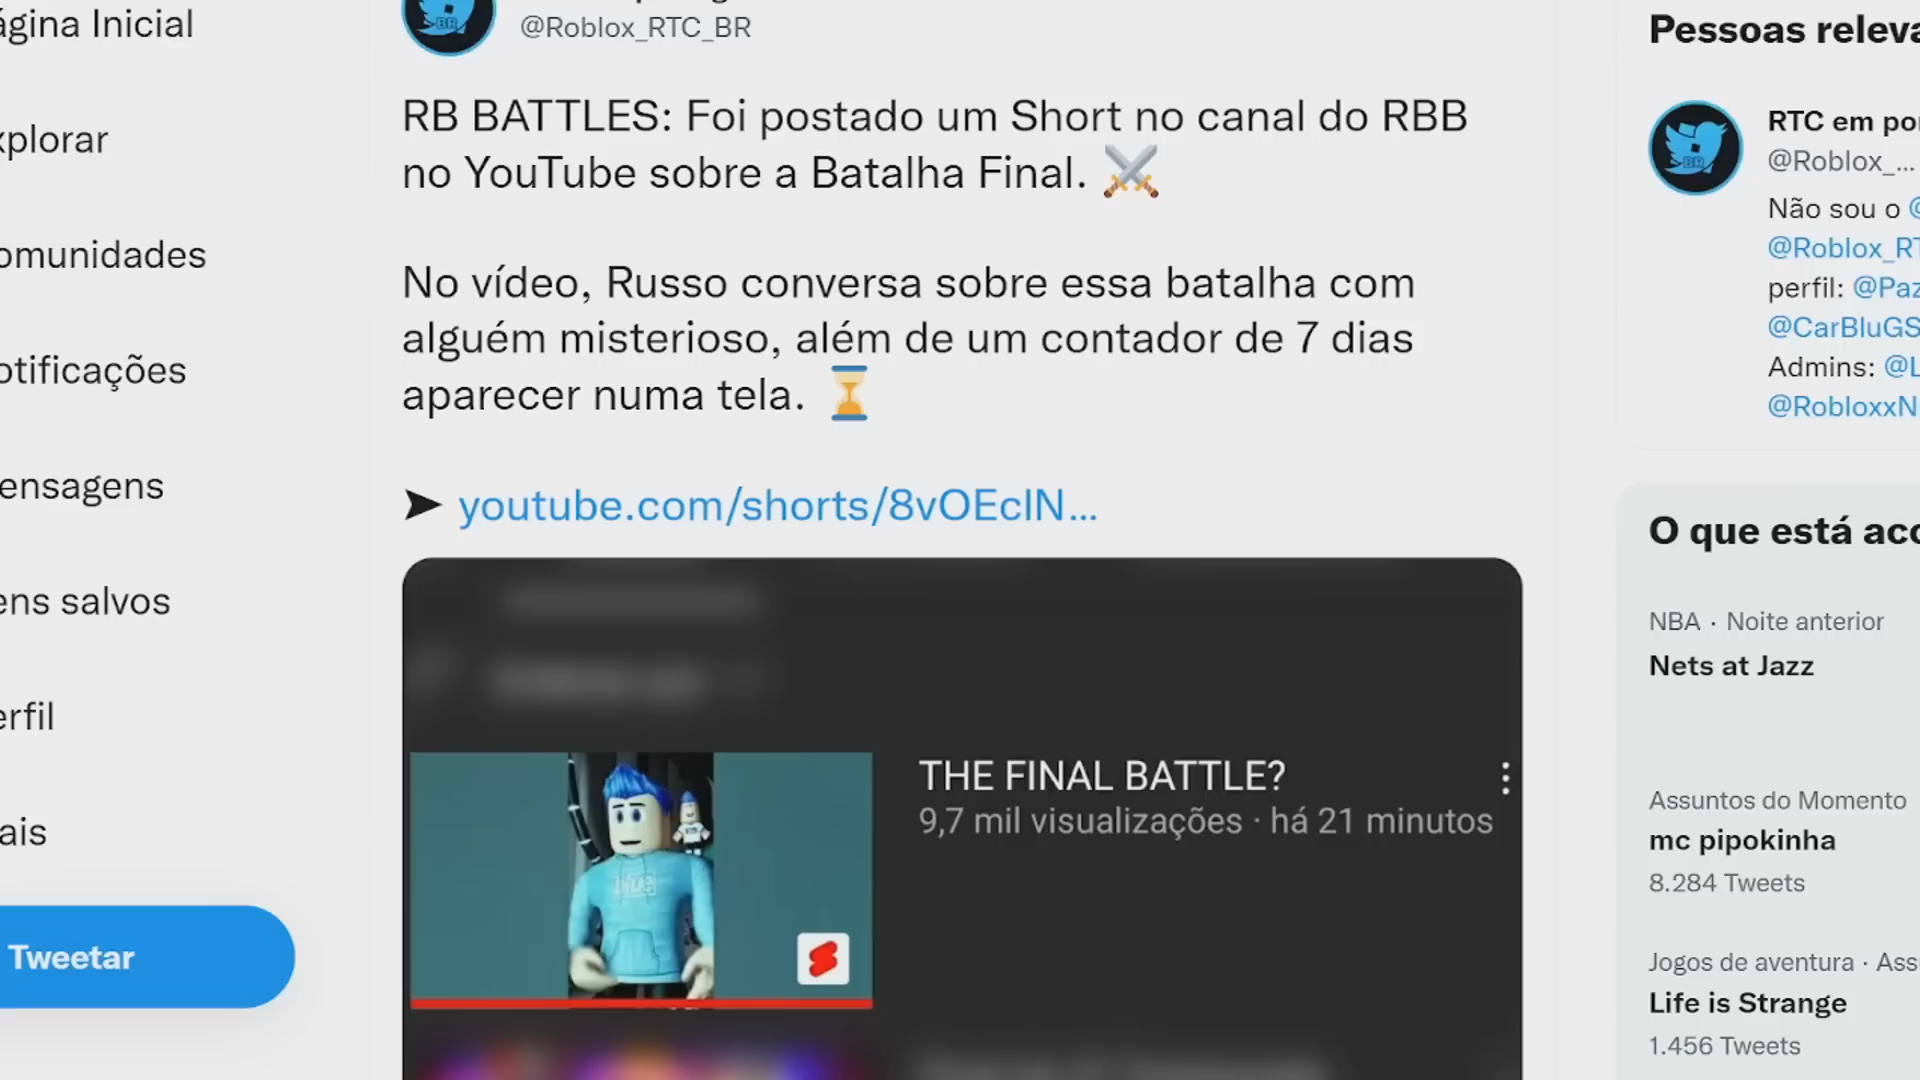 ágina Inicial
xplorar
omunidades
otificações
ensagens
ens salvos
erfil
ais
Tweetar
@Roblox_RTC_BR
RB BATTLES: Foi postado um Short no canal do RBB
no YouTube sobre a Batalha Final. ⚔️
No vídeo, Russo conversa sobre essa batalha com
alguém misterioso, além de um contador de 7 dias
aparecer numa tela. ⏳
➤ youtube.com/shorts/8vOEcIN…
THE FINAL BATTLE?
9,7 mil visualizações · há 21 minutos
blue
Pessoas releva
BR
RTC em po
@Roblox_...
Não sou o @
@Roblox_RT
perfil: @Paz
@CarBluGS
Admins: @L
@RobloxxN
O que está aco
NBA · Noite anterior
Nets at Jazz
Assuntos do Momento
mc pipokinha
8.284 Tweets
Jogos de aventura · Ass
Life is Strange
1.456 Tweets